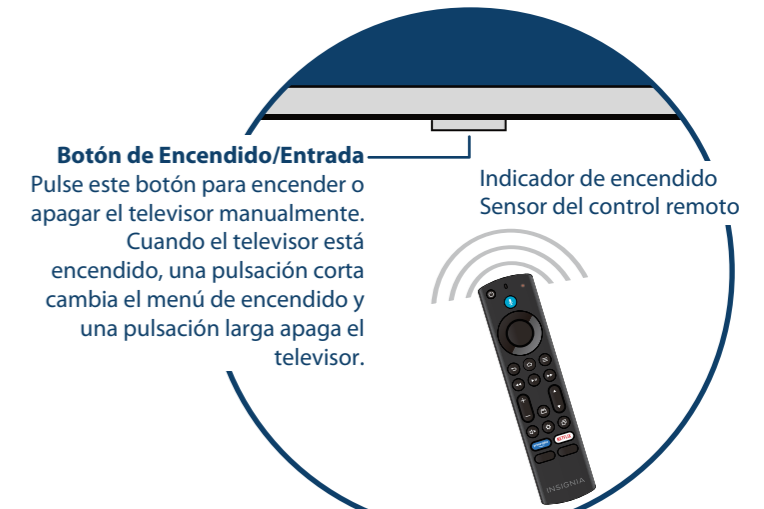 Botón de Encendido/Entrada
Pulse este botón para encender o
apagar el televisor manualmente.
Cuando el televisor está
encendido, una pulsación corta
cambia el menú de encendido y
una pulsación larga apaga el
televisor.
Indicador de encendido
Sensor del control remoto
NETFLIX
INSIGNIA